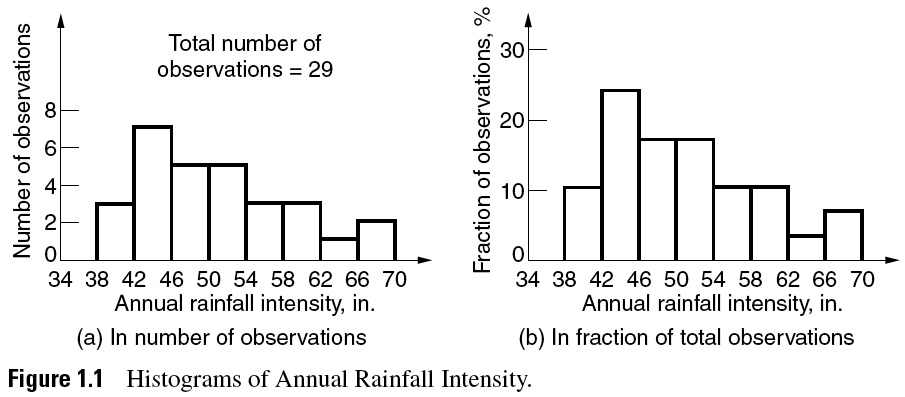 Number of observations
Total number of
observations = 29
8
6
4
2
0
34 38 42 46 50 54 58 62 66 70
Annual rainfall intensity, in.
(a) In number of observations
Fraction of observations, %
30
20
10
0
34 38 42 46 50 54 58 62 66 70
Annual rainfall intensity, in.
(b) In fraction of total observations
Figure 1.1 Histograms of Annual Rainfall Intensity.